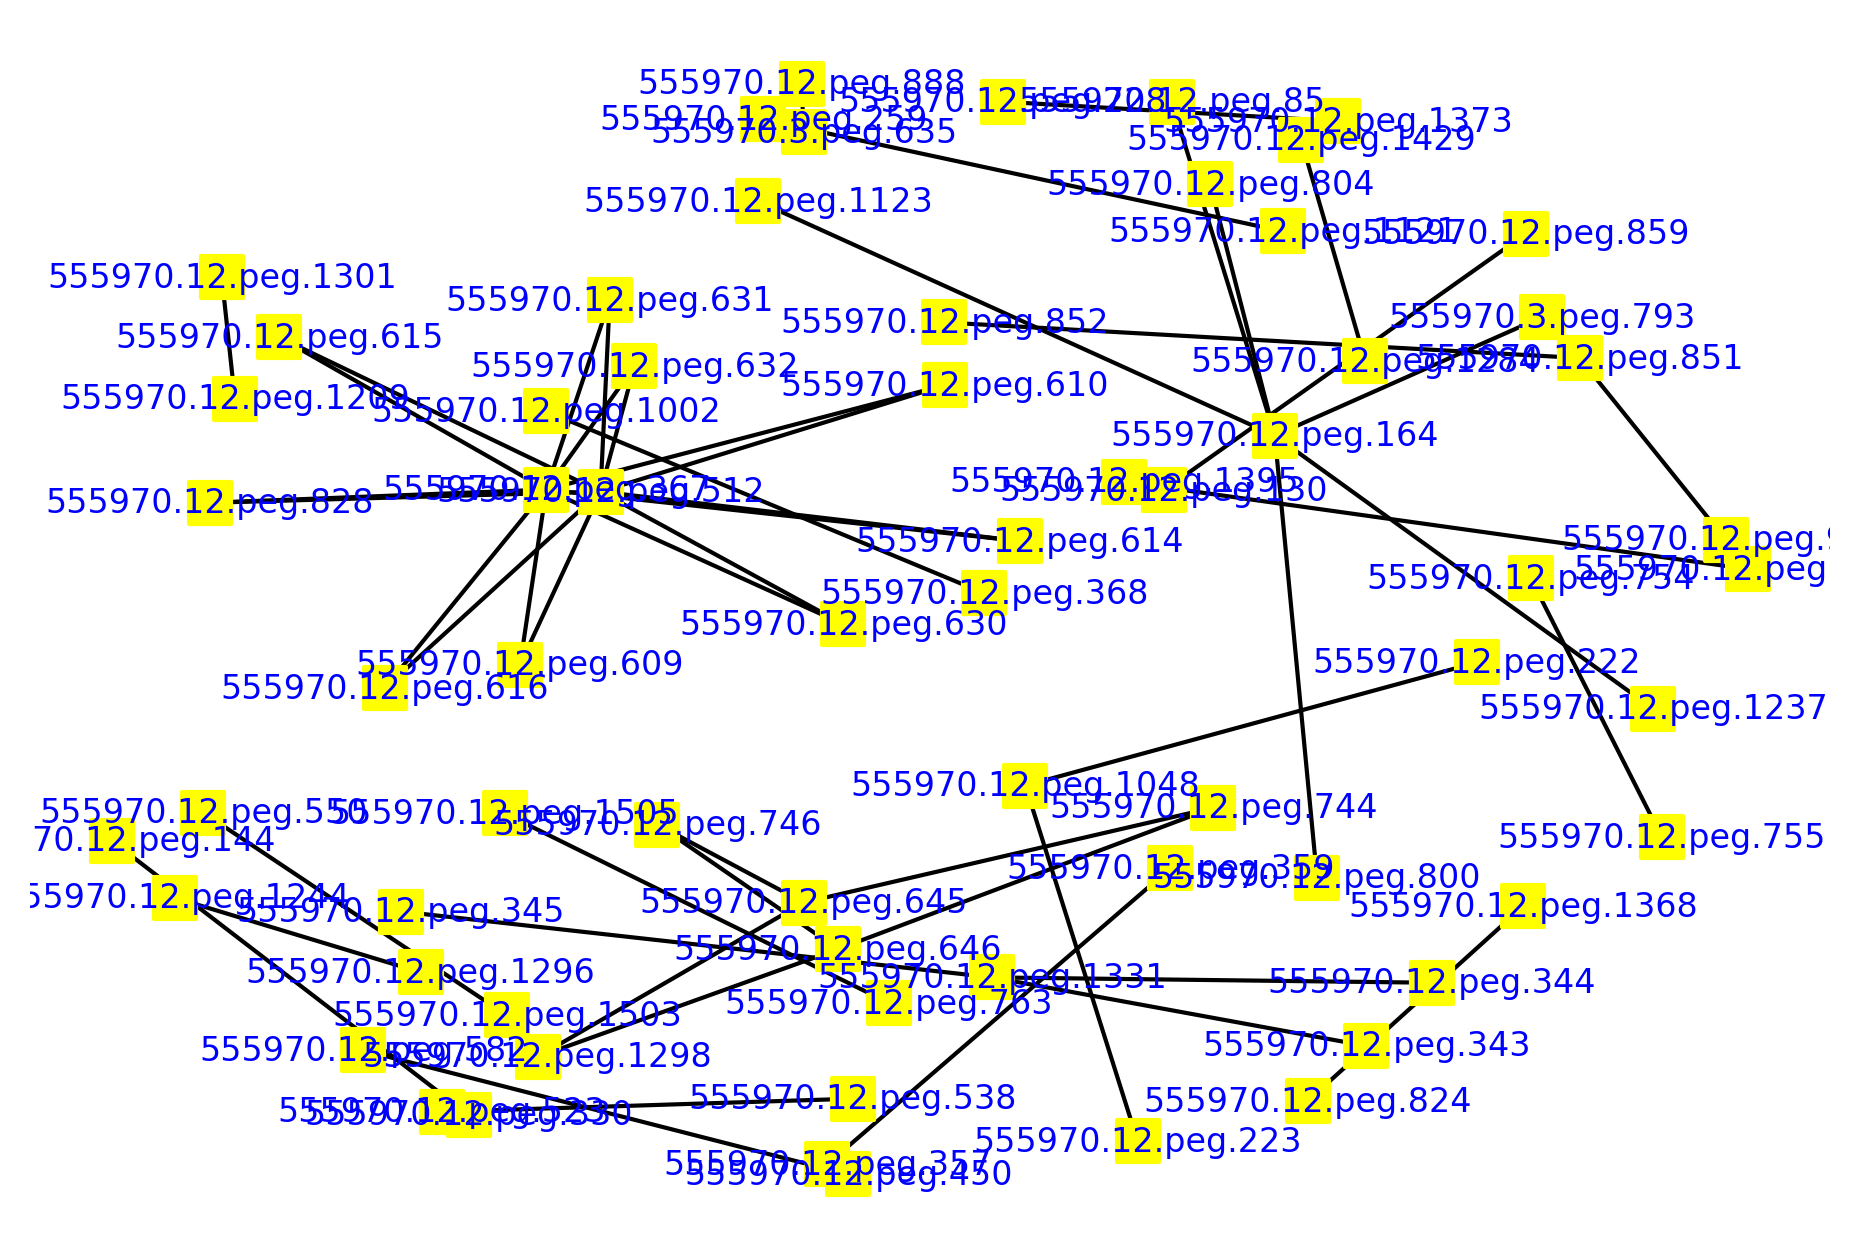 555970.12.peg.888
555970.12.peg.228
555970.12.peg.85
555970.12.peg.259
555970.3.peg.635
555970.12.peg.1373
555970.12.peg.1429
555970.12.peg.804
555970.12.peg.1123
555970.12.peg.1121
555970.12.peg.859
555970.12.peg.1301
555970.12.peg.631
555970.12.peg.852
555970.3.peg.793
555970.12.peg.615
555970.12.peg.632
555970.12.peg.1284
555970.12.peg.851
555970.12.peg.610
555970.12.peg.1209
555970.12.peg.1002
555970.12.peg.164
555970.12.peg.1395
555970.12.peg.130
555970.12.peg.367
555970.12.peg.512
555970.12.peg.828
555970.12.peg.614
555970.12.peg.9
555970.12.peg
555970.12.peg.754
555970.12.peg.368
555970.12.peg.630
555970.12.peg.609
555970.12.peg.616
555970.12.peg.222
555970.12.peg.1237
555970.12.peg.1048
555970.12.peg.744
555970.12.peg.550
555970.12.peg.1505
555970.12.peg.746
555970.12.peg.755
70.12.peg.144
555970.12.peg.359
555970.12.peg.800
55970.12.peg.1244
555970.12.peg.345
555970.12.peg.645
555970.12.peg.1368
555970.12.peg.646
555970.12.peg.1296
555970.12.peg.1331
555970.12.peg.344
555970.12.peg.763
555970.12.peg.1503
555970.12.peg.343
555970.12.peg.582
555970.12.peg.1298
555970.12.peg.538
555970.12.peg.824
555970.12.peg.330
555970.12.peg.223
555970.12.peg.357
555970.12.peg.450